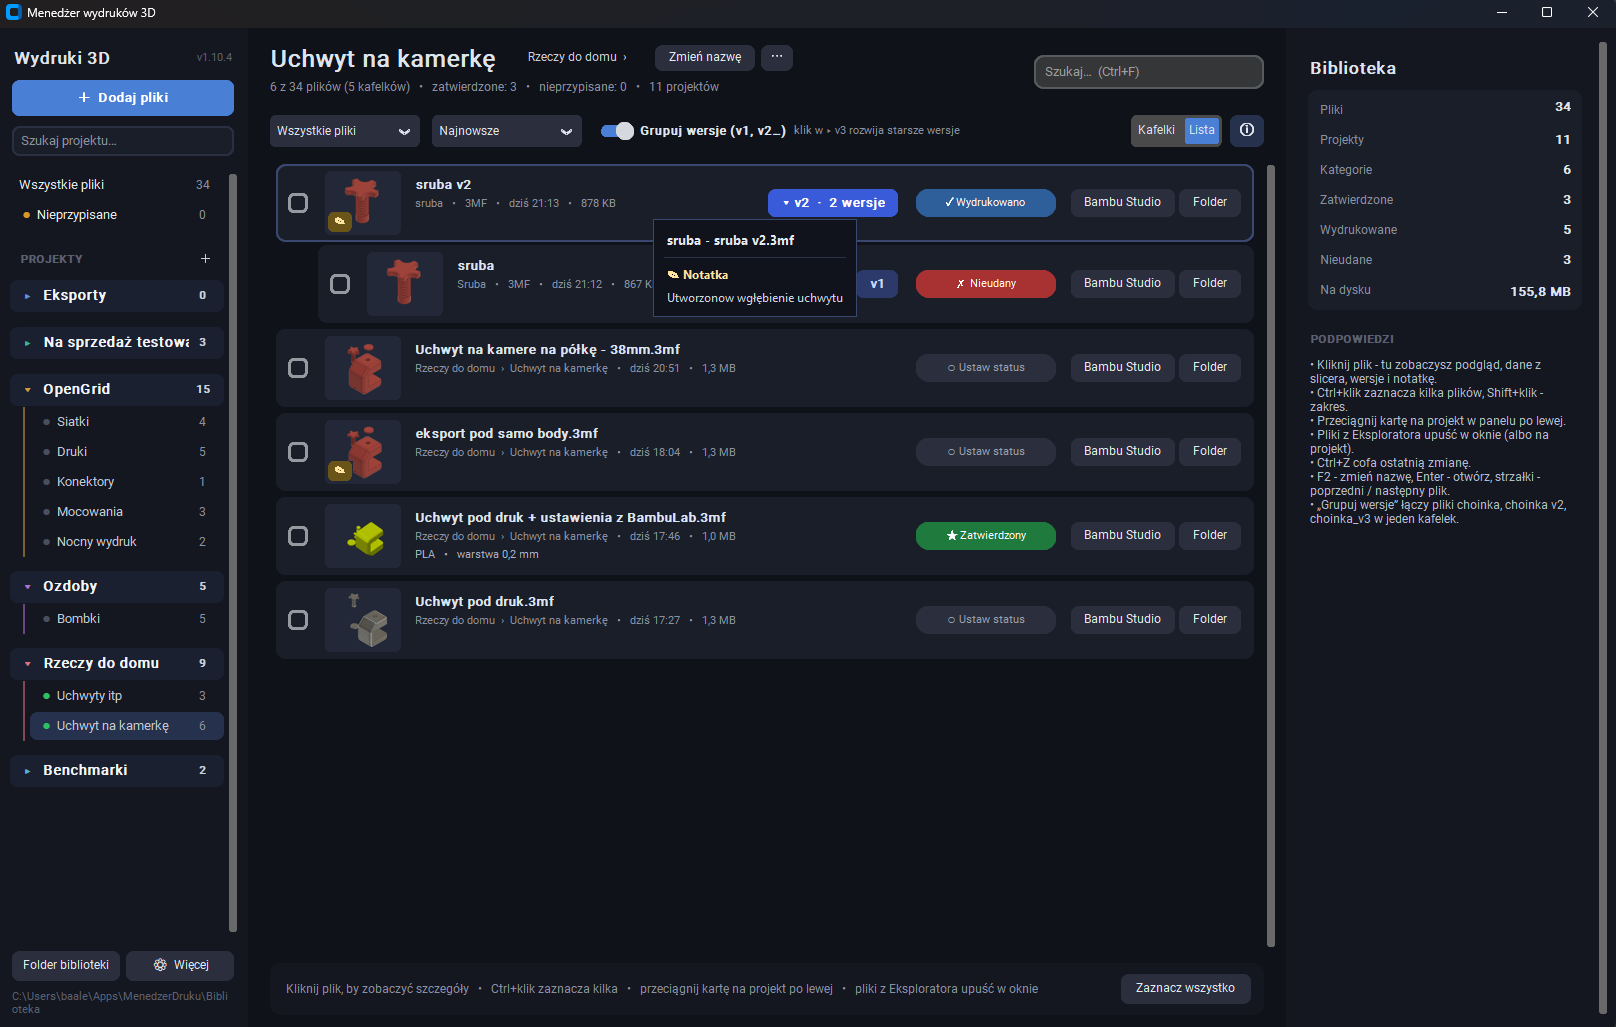 Menedżer wydruków 3D
Wydruki 3D
v1.10.4
+ Dodaj pliki
Szukaj projektu...
Wszystkie pliki 34
Nieprzypisane 0
PROJEKTY +
Eksporty 0
Na sprzedaż testowa 3
OpenGrid 15
Siatki 4
Druki 5
Konektory 1
Mocowania 3
Nocny wydruk 2
Ozdoby 5
Bombki 5
Rzeczy do domu 9
Uchwyty itp 3
Uchwyt na kamerkę 6
Benchmarki 2
Folder biblioteki
Więcej
C:\Users\baale\Apps\MenedzerDruku\Bibli
oteka
Uchwyt na kamerkę
Rzeczy do domu ›
Zmień nazwę
...
6 z 34 plików (5 kafelków) • zatwierdzone: 3 • nieprzypisane: 0 • 11 projektów
Szukaj... (Ctrl+F)
Wszystkie pliki
Najnowsze
Grupuj wersje (v1, v2...)
klik w ▸ v3 rozwija starsze wersje
Kafelki
Lista
sruba v2
sruba • 3MF • dziś 21:13 • 878 KB
▾ v2 · 2 wersje
✓ Wydrukowano
Bambu Studio
Folder
sruba - sruba v2.3mf
Notatka
Utworzonow wgłębienie uchwytu
sruba
Sruba • 3MF • dziś 21:12 • 867 K
v1
✗ Nieudany
Bambu Studio
Folder
Uchwyt na kamere na półkę - 38mm.3mf
Rzeczy do domu › Uchwyt na kamerkę • dziś 20:51 • 1,3 MB
○ Ustaw status
Bambu Studio
Folder
eksport pod samo body.3mf
Rzeczy do domu › Uchwyt na kamerkę • dziś 18:04 • 1,3 MB
○ Ustaw status
Bambu Studio
Folder
Uchwyt pod druk + ustawienia z BambuLab.3mf
Rzeczy do domu › Uchwyt na kamerkę • dziś 17:46 • 1,0 MB
PLA • warstwa 0,2 mm
★ Zatwierdzony
Bambu Studio
Folder
Uchwyt pod druk.3mf
Rzeczy do domu › Uchwyt na kamerkę • dziś 17:27 • 1,3 MB
○ Ustaw status
Bambu Studio
Folder
Kliknij plik, by zobaczyć szczegóły • Ctrl+klik zaznacza kilka • przeciągnij kartę na projekt po lewej • pliki z Eksploratora upuść w oknie
Zaznacz wszystko
Biblioteka
Pliki 34
Projekty 11
Kategorie 6
Zatwierdzone 3
Wydrukowane 5
Nieudane 3
Na dysku 155,8 MB
PODPOWIEDZI
• Kliknij plik - tu zobaczysz podgląd, dane z
slicera, wersje i notatkę.
• Ctrl+klik zaznacza kilka plików, Shift+klik -
zakres.
• Przeciągnij kartę na projekt w panelu po lewej.
• Pliki z Eksploratora upuść w oknie (albo na
projekt).
• Ctrl+Z cofa ostatnią zmianę.
• F2 - zmień nazwę, Enter - otwórz, strzałki -
poprzedni / następny plik.
• „Grupuj wersje” łączy pliki choinka, choinka v2,
choinka_v3 w jeden kafelek.